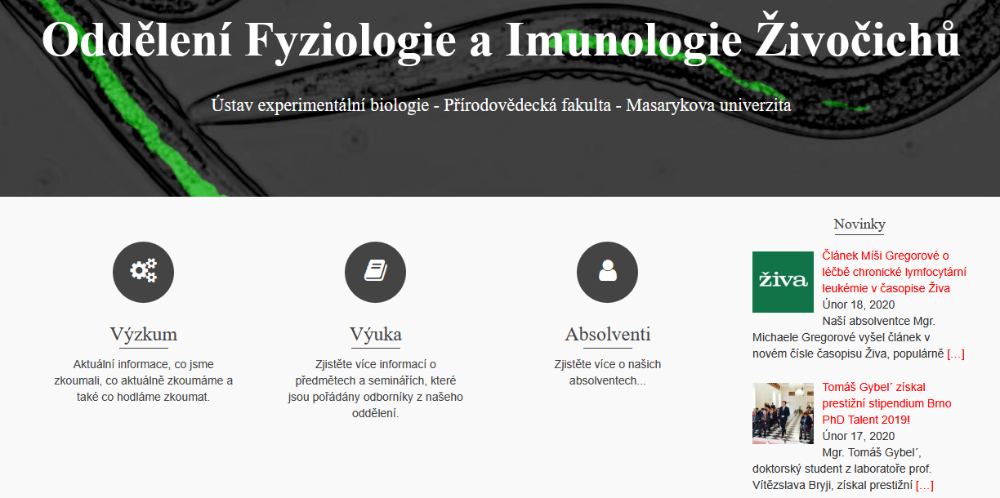 Oddělení Fyziologie a Imunologie Živočichů
Ústav experimentální biologie - Přírodovědecká fakulta - Masarykova univerzita
Výzkum
Aktuální informace, co jsme
zkoumali, co aktuálně zkoumáme a
také co hodláme zkoumat.
Výuka
Zjistěte více informací o
předmětech a seminářích, které
jsou pořádány odborníky z našeho
oddělení.
Absolventi
Zjistěte více o našich
absolventech...
Novinky
živa
Článek Míši Gregorové o
léčbě chronické lymfocytární
leukémie v časopise Živa
Únor 18, 2020
Naší absolventce Mgr.
Michaele Gregorové vyšel článek v
novém čísle časopisu Živa, populárně [...]
Tomáš Gybel´ získal
prestižní stipendium Brno
PhD Talent 2019!
Únor 17, 2020
Mgr. Tomáš Gybel´,
doktorský student z laboratoře prof.
Vítězslava Bryji, získal prestižní [...]